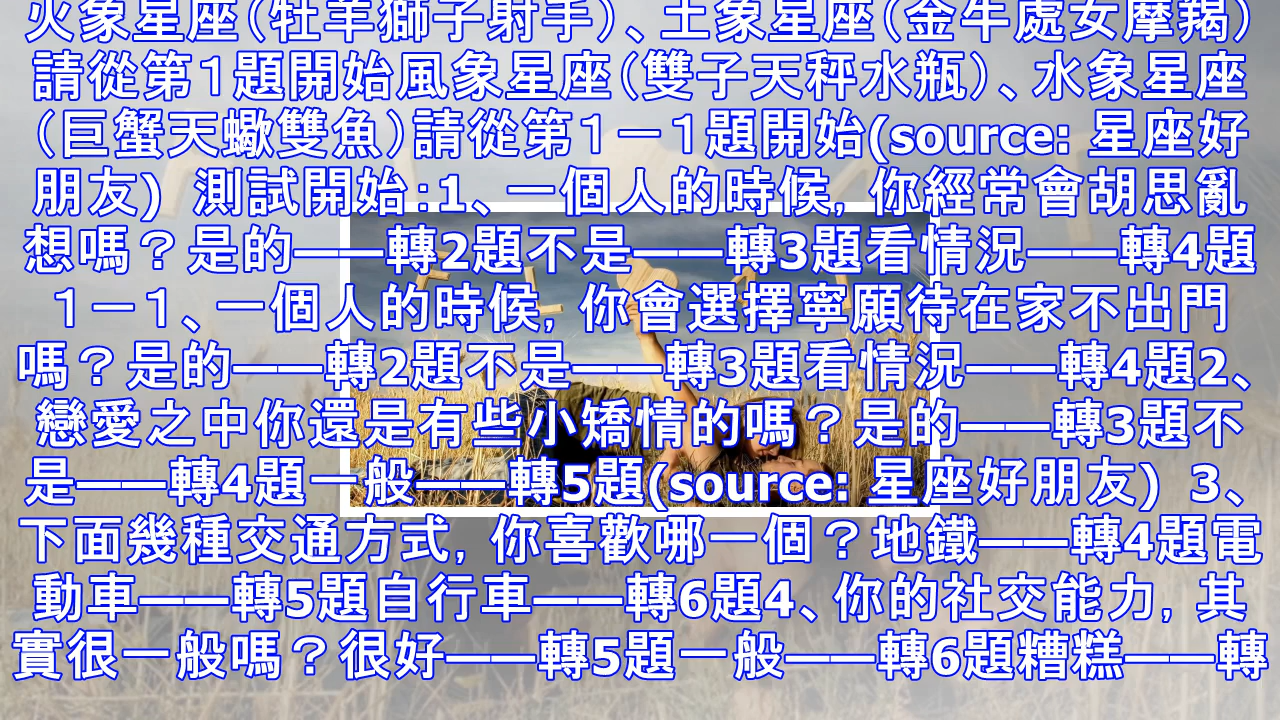 火象星座（牡羊獅子射手）、土象星座（金牛處女摩羯）
請從第１題開始風象星座（雙子天秤水瓶）、水象星座
（巨蟹天蠍雙魚）請從第１－１題開始(source: 星座好
朋友) 測試開始：1、一個人的時候, 你經常會胡思亂
想嗎？是的——轉2題不是——轉3題看情況——轉4題
１－１、一個人的時候, 你會選擇寧願待在家不出門
嗎？是的——轉2題不是——轉3題看情況——轉4題2、
戀愛之中你還是有些小矯情的嗎？是的——轉3題不
是——轉4題一般——轉5題(source: 星座好朋友) 3、
下面幾種交通方式, 你喜歡哪一個？地鐵——轉4題電
動車——轉5題自行車——轉6題4、你的社交能力, 其
實很一般嗎？很好——轉5題一般——轉6題糟糕——轉